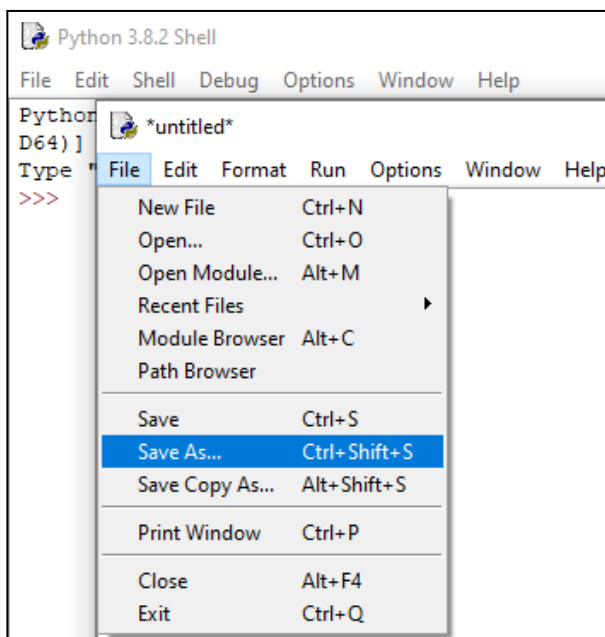 Python 3.8.2 Shell
File Edit Shell Debug Options Window Help
Python
D64)]
Type "
>>>
*untitled*
File Edit Format Run Options Window Help
New File Ctrl+N
Open... Ctrl+O
Open Module... Alt+M
Recent Files
Module Browser Alt+C
Path Browser
Save Ctrl+S
Save As... Ctrl+Shift+S
Save Copy As... Alt+Shift+S
Print Window Ctrl+P
Close Alt+F4
Exit Ctrl+Q